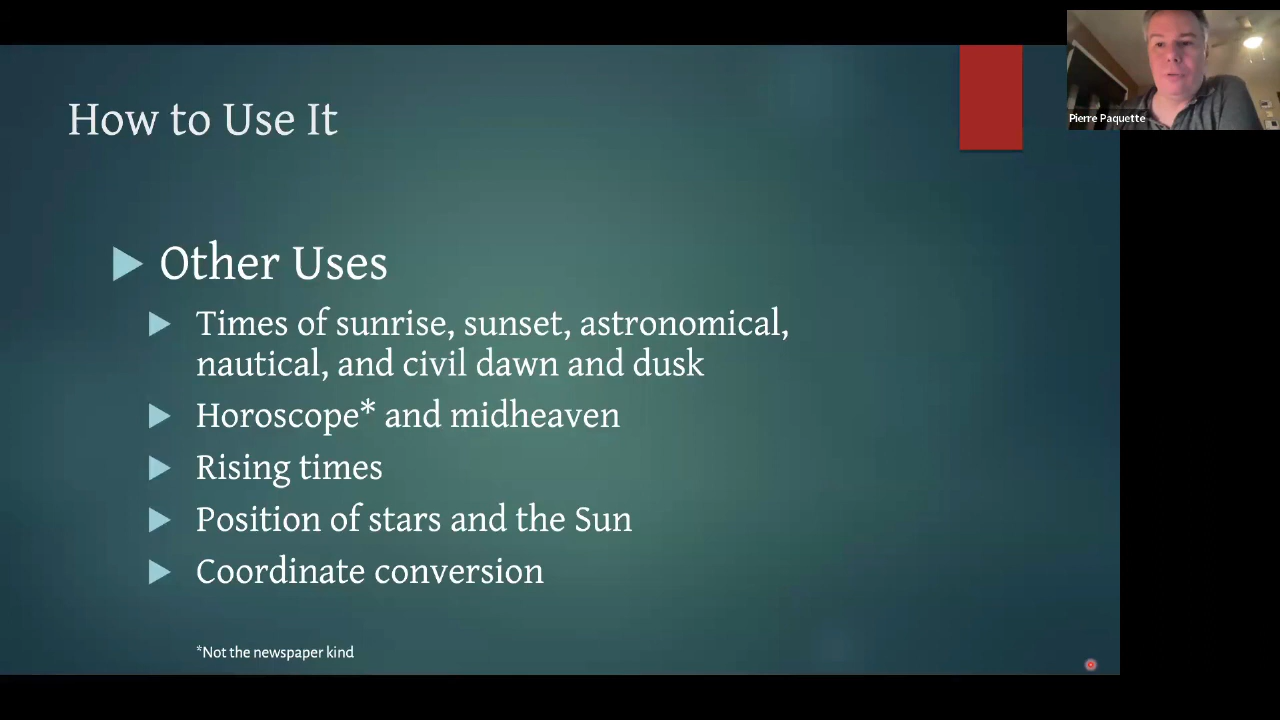 How to Use It
Other Uses
Times of sunrise, sunset, astronomical,
nautical, and civil dawn and dusk
Horoscope* and midheaven
Rising times
Position of stars and the Sun
Coordinate conversion
*Not the newspaper kind
Pierre Paquette